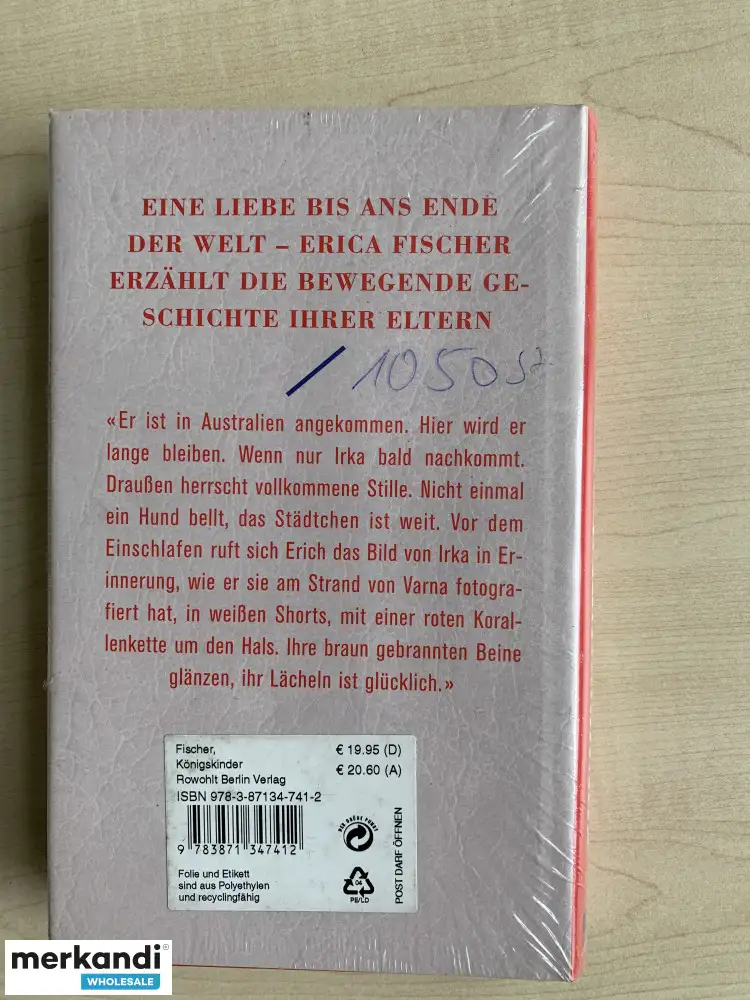 EINE LIEBE BIS ANS ENDE
DER WELT – ERICA FISCHER
ERZÄHLT DIE BEWEGENDE GE-
SCHICHTE IHRER ELTERN
/1050
«Er ist in Australien angekommen. Hier wird er
lange bleiben. Wenn nur Irka bald nachkommt.
Draußen herrscht vollkommene Stille. Nicht einmal
ein Hund bellt, das Städtchen ist weit. Vor dem
Einschlafen ruft sich Erich das Bild von Irka in Er-
innerung, wie er sie am Strand von Varna fotogra-
fiert hat, in weißen Shorts, mit einer roten Koral-
lenkette um den Hals. Ihre braun gebrannten Beine
glänzen, ihr Lächeln ist glücklich.»
Fischer,
Königskinder
Rowohlt Berlin Verlag
ISBN 978-3-87134-741-2
€ 19.95 (D)
€ 20.60 (A)
9 783871 347412
Folie und Etikett
sind aus Polyethylen
und recyclingfähig
DER GRÜNE PUNKT
04
PE/LD
POST DARF ÖFFNEN
merkandi®
WHOLESALE